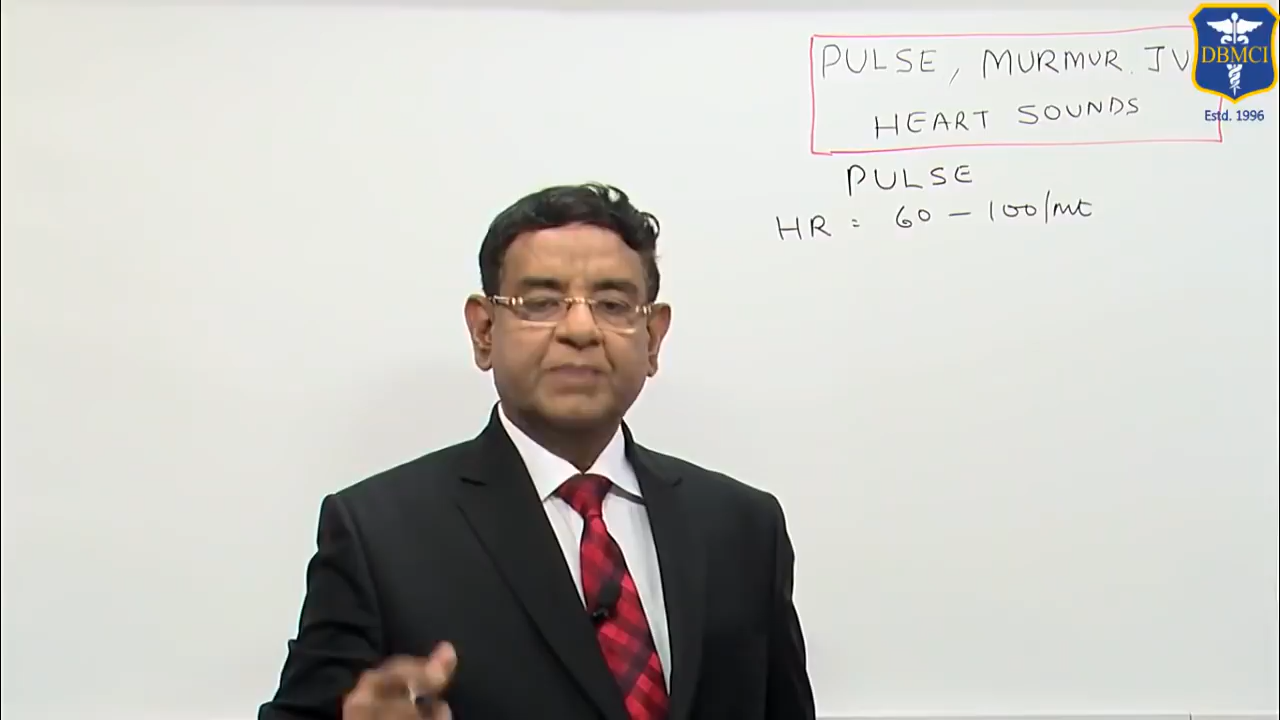 PULSE, MURMUR. JV
HEART SOUNDS
PULSE
HR = 60 - 100/mt
DBMCI
Estd. 1996